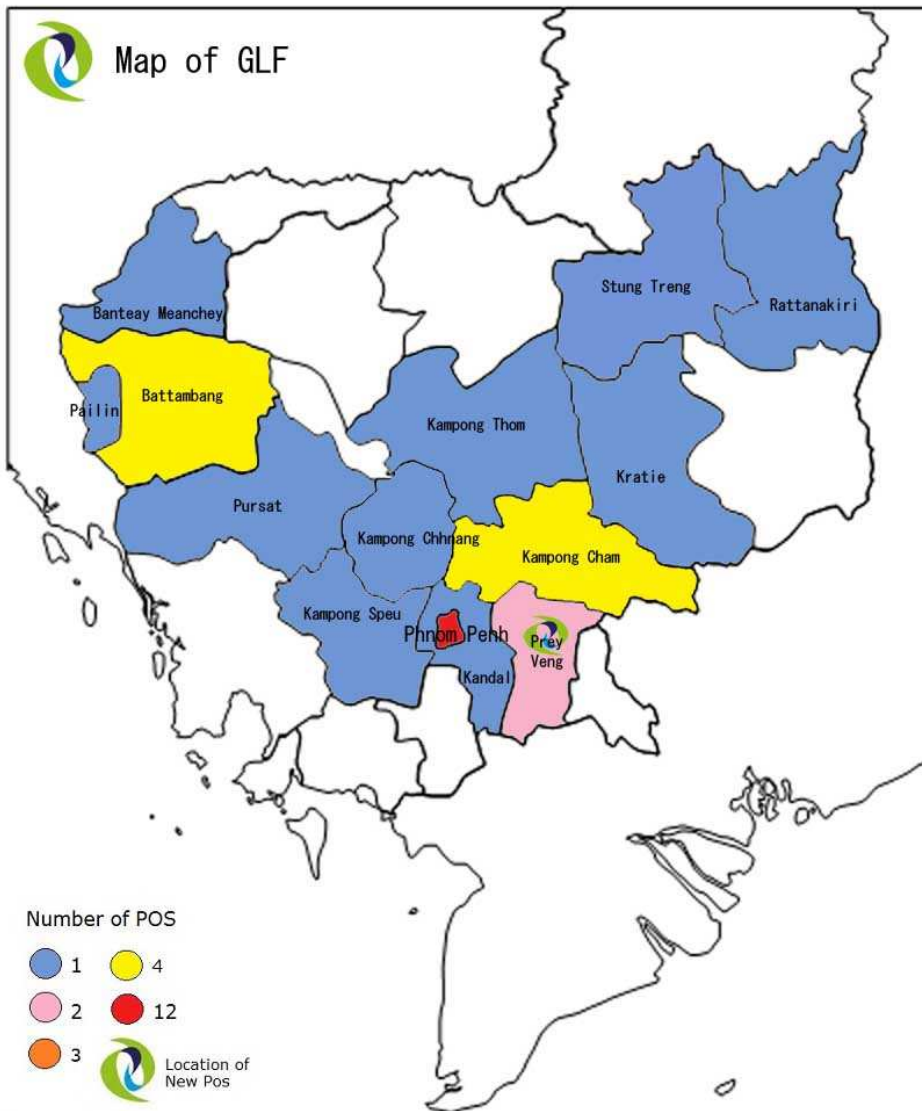 Map of GLF
Stung Treng
Rattanakiri
Banteay Meanchey
Battambang
Pailin
Kampong Thom
Kratie
Pursat
Kampong Chhnang
Kampong Cham
Kampong Speu
Phnom Penh
Prey
Veng
Kandal
Number of POS
1
4
2
12
3
Location of
New Pos